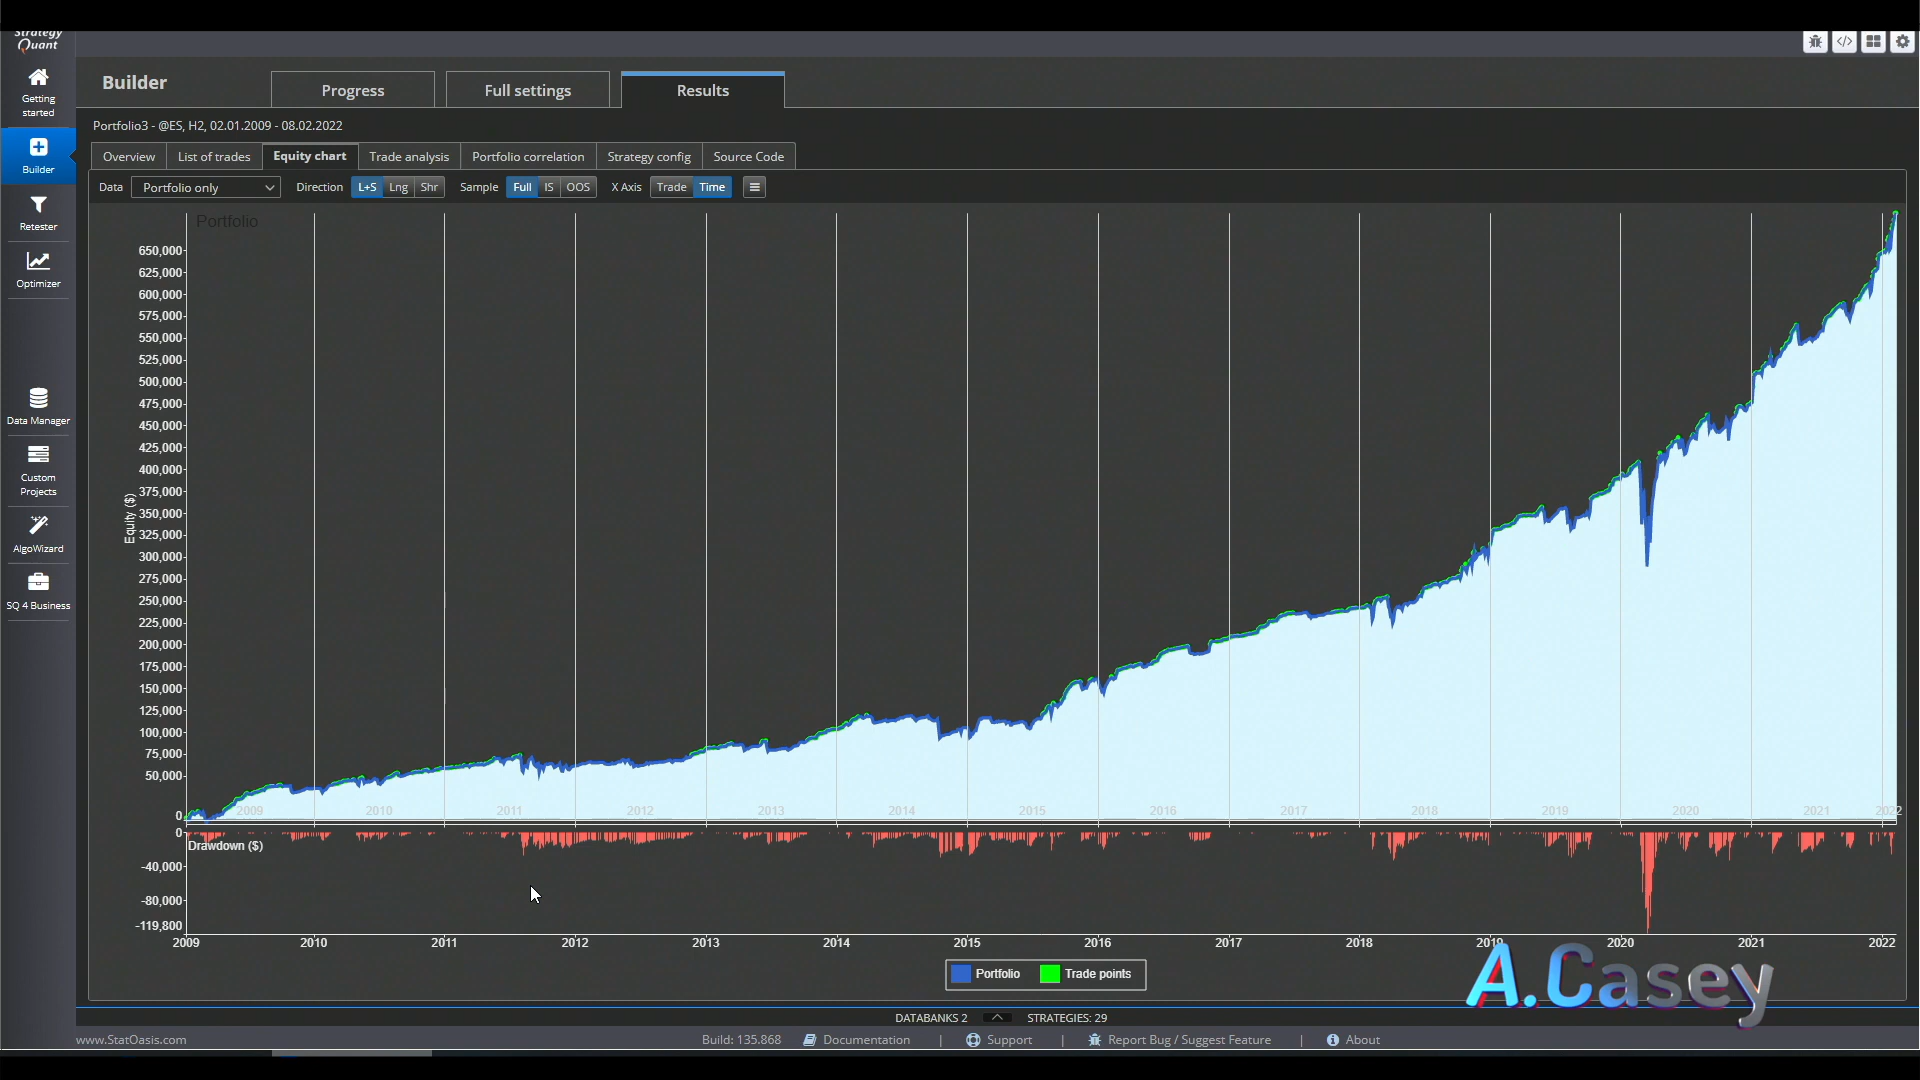 Strategy
Quant
Getting
started
Builder
Retester
Optimizer
Data Manager
Custom
Projects
AlgoWizard
SQ 4 Business
Builder
Progress
Full settings
Results
Portfolio3 - @ES, H2, 02.01.2009 - 08.02.2022
Overview
List of trades
Equity chart
Trade analysis
Portfolio correlation
Strategy config
Source Code
Data
Portfolio only
Direction
L+S
Lng
Shr
Sample
Full
IS
OOS
X Axis
Trade
Time
Portfolio
Equity ($)
650,000
625,000
600,000
575,000
550,000
525,000
500,000
475,000
450,000
425,000
400,000
375,000
350,000
325,000
300,000
275,000
250,000
225,000
200,000
175,000
150,000
125,000
100,000
75,000
50,000
0
2009 2010 2011 2012 2013 2014 2015 2016 2017 2018 2019 2020 2021 2022
0
Drawdown ($)
-40,000
-80,000
-119,800
2009 2010 2011 2012 2013 2014 2015 2016 2017 2018 2019 2020 2021 2022
Portfolio
Trade points
A.Casey
DATABANKS 2
STRATEGIES: 29
www.StatOasis.com
Build: 135.868
Documentation
|
Support
|
Report Bug / Suggest Feature
|
About